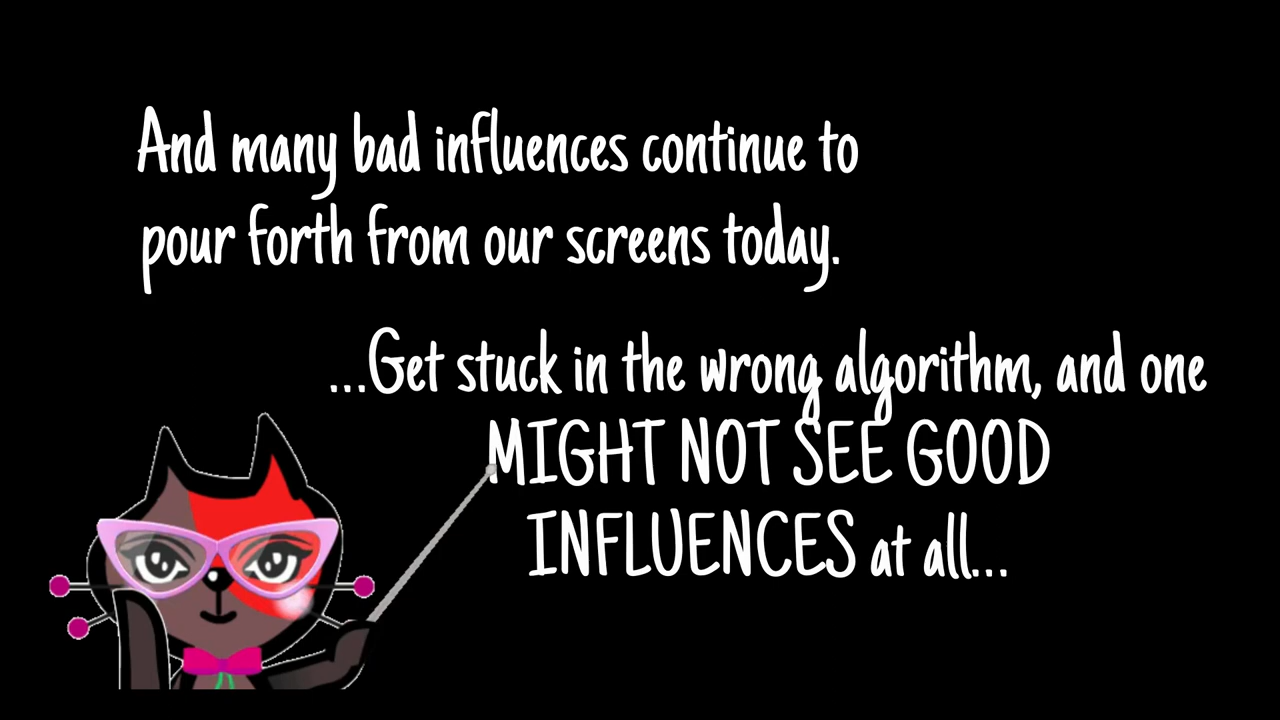 And many bad influences continue to
pour forth from our screens today.
...Get stuck in the wrong algorithm, and one
MIGHT NOT SEE GOOD
INFLUENCES at all...